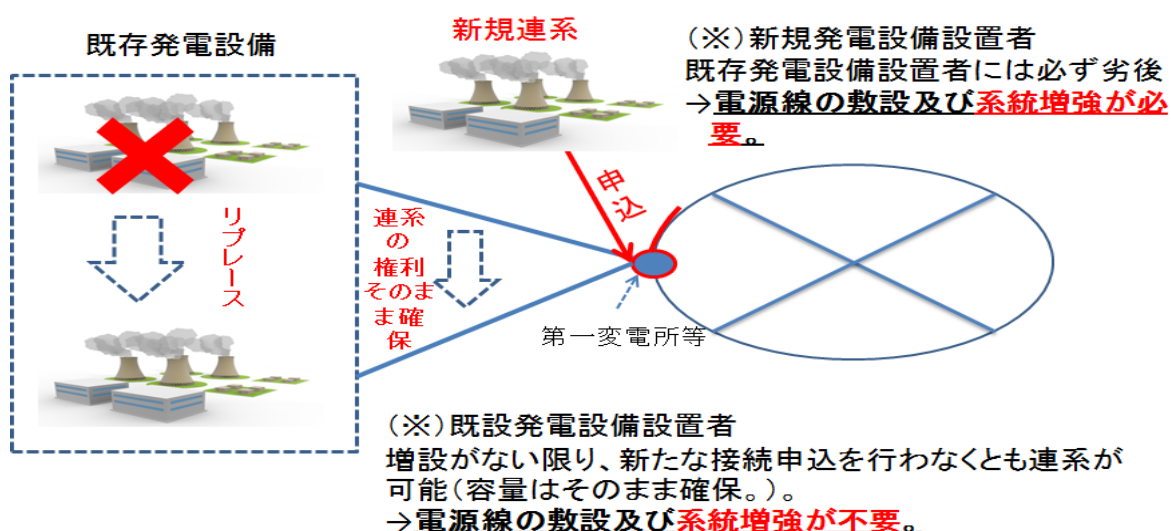 既存発電設備
新規連系
(※)新規発電設備設置者
既存発電設備設置者には必ず劣後
→電源線の敷設及び系統増強が必
要。
リプレース
連系
の
権利
そのま
ま確
保
申込
第一変電所等
(※)既設発電設備設置者
増設がない限り、新たな接続申込を行わなくとも連系が
可能(容量はそのまま確保。)。
→電源線の敷設及び系統増強が不要。